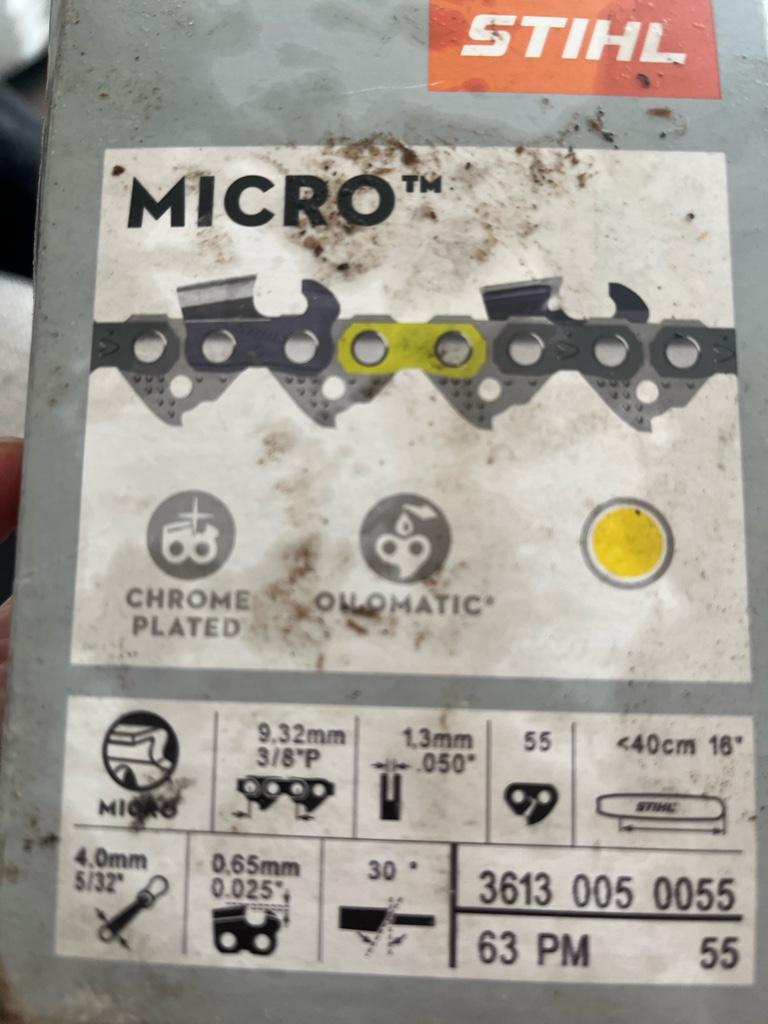 STIHL
MICRO™
CHROME
PLATED
OILOMATIC®
9,32mm
3/8"P
1,3mm
.050"
55
<40cm 16"
STIHL
MICRO
4.0mm
5/32"
0,65mm
0.025"
30 °
3613 005 0055
63 PM 55